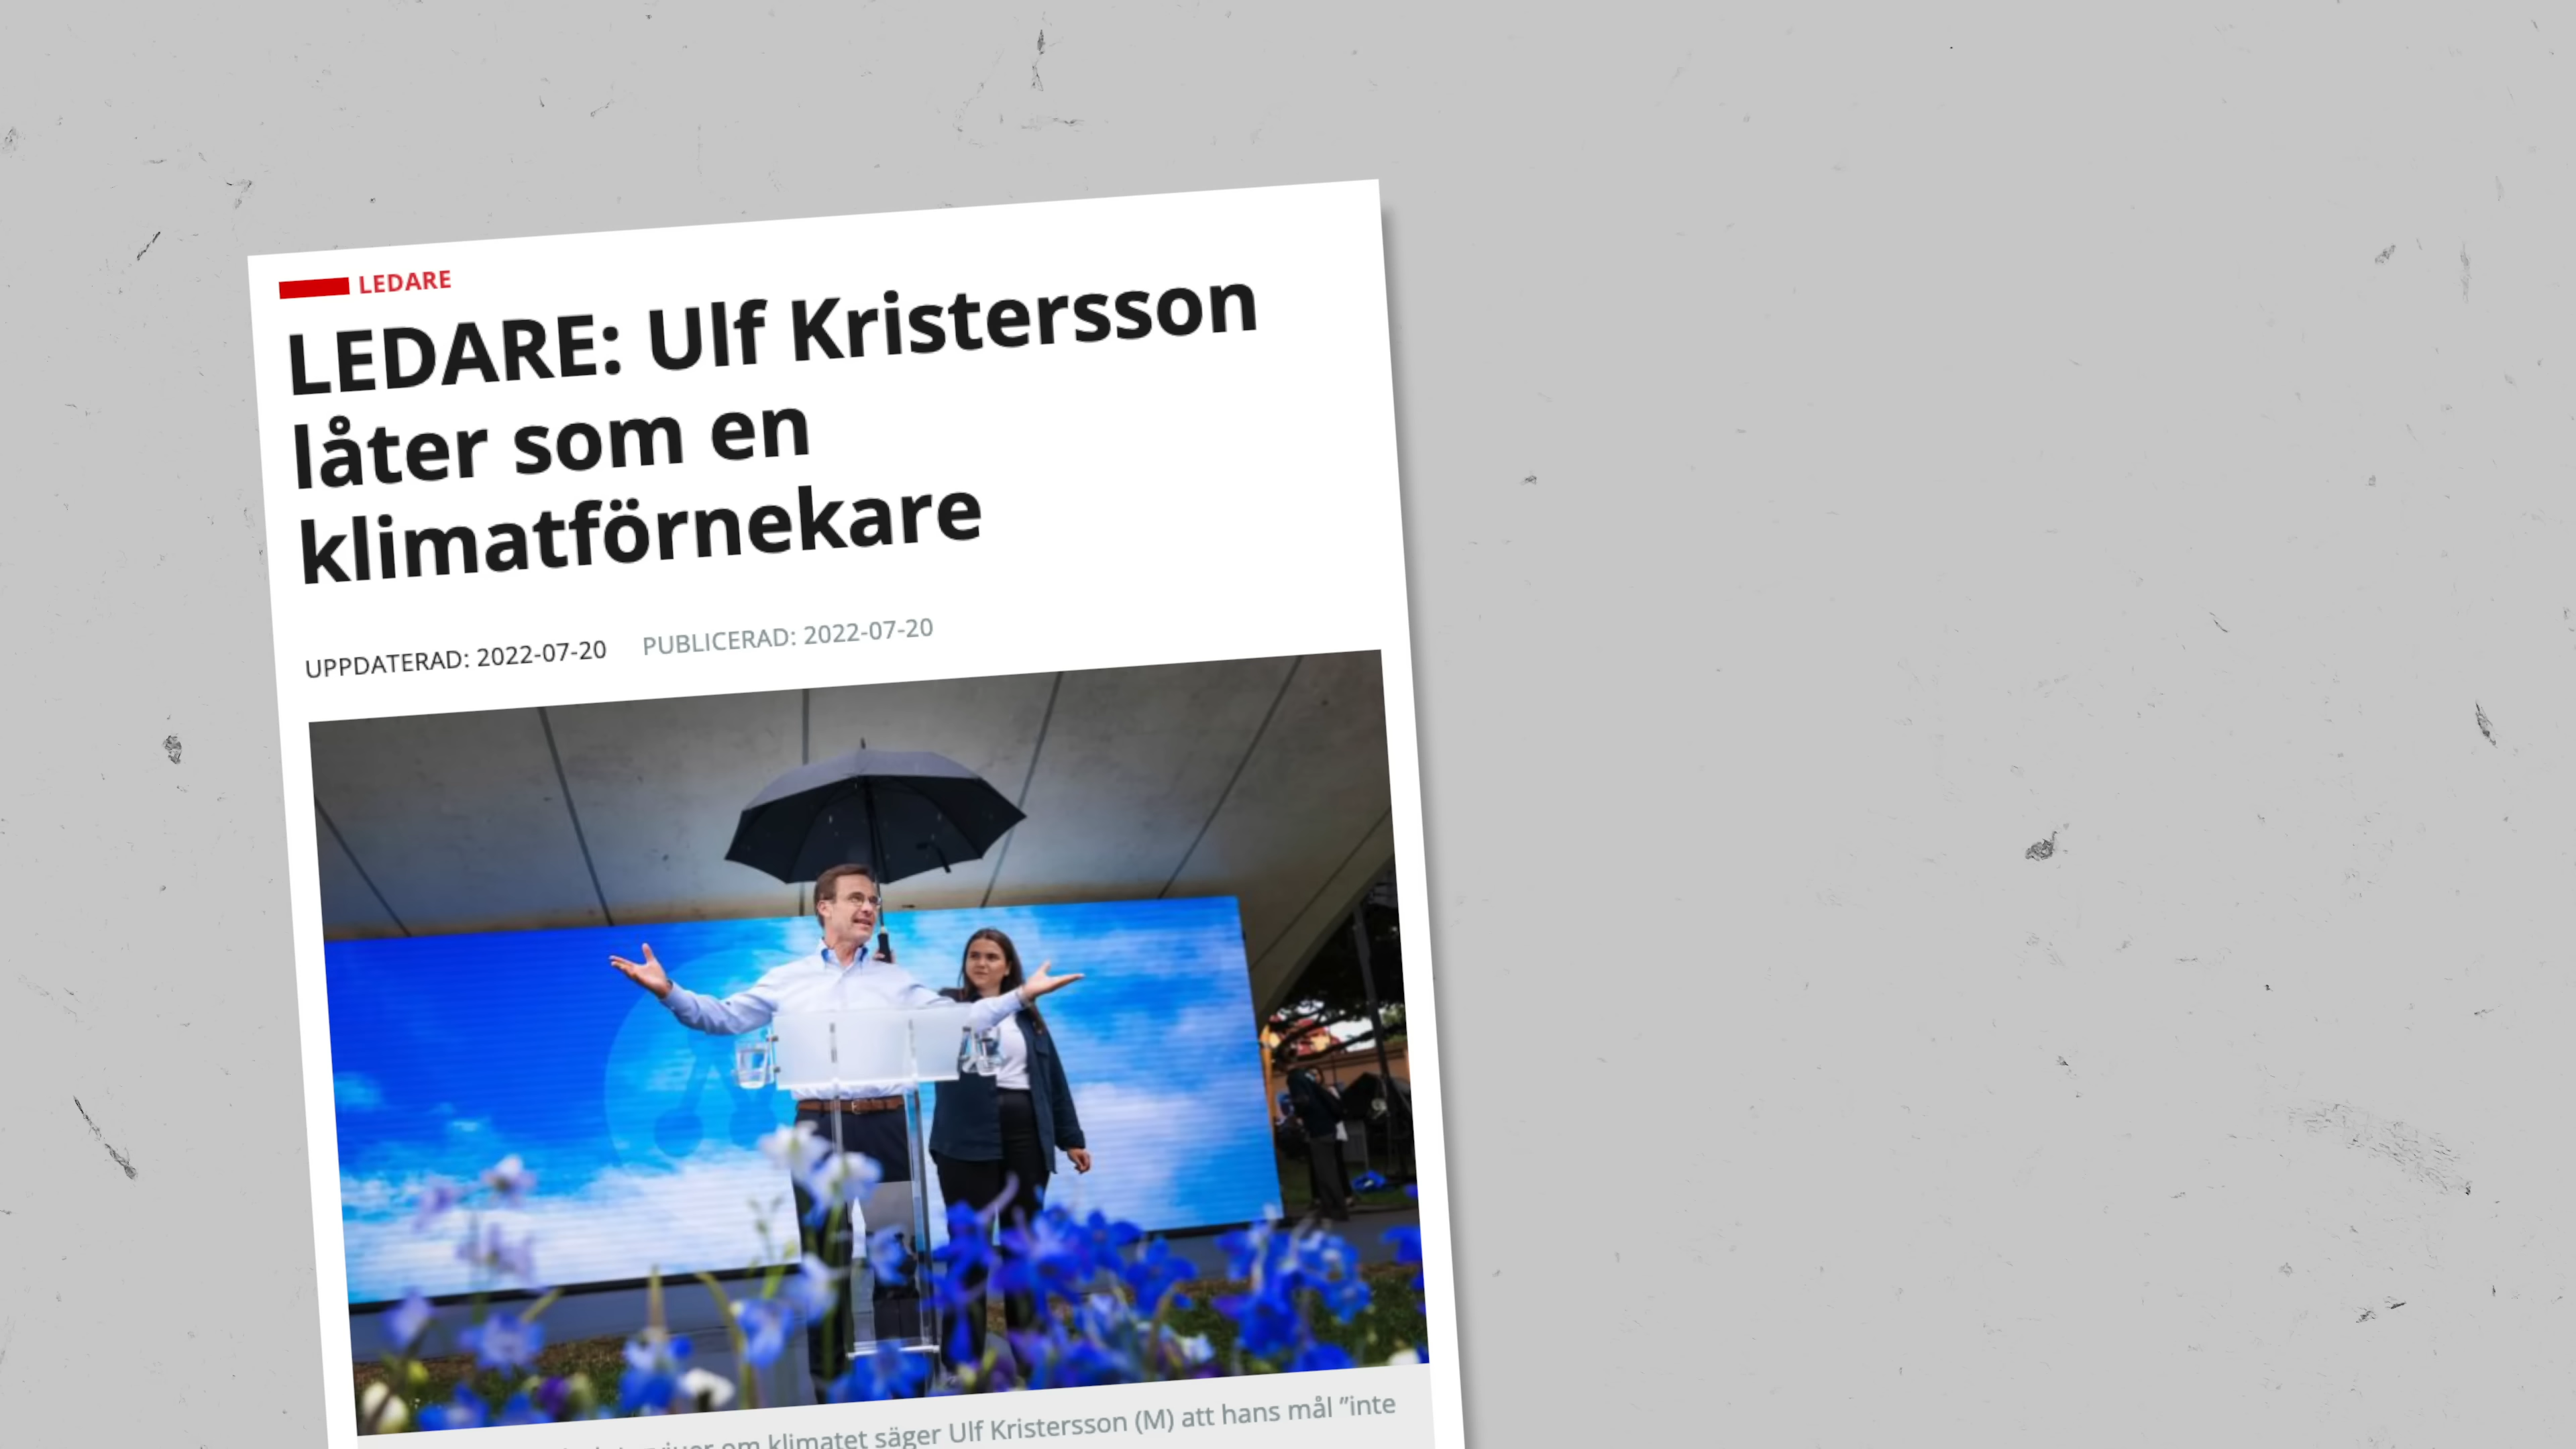 LEDARE
LEDARE: Ulf Kristersson
låter som en
klimatförnekare
UPPDATERAD: 2022-07-20 PUBLICERAD: 2022-07-20
om klimatet säger Ulf Kristersson (M) att hans mål ”inte